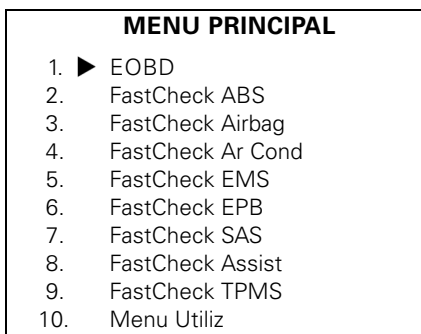 MENU PRINCIPAL
1. ▶ EOBD
2. FastCheck ABS
3. FastCheck Airbag
4. FastCheck Ar Cond
5. FastCheck EMS
6. FastCheck EPB
7. FastCheck SAS
8. FastCheck Assist
9. FastCheck TPMS
10. Menu Utiliz